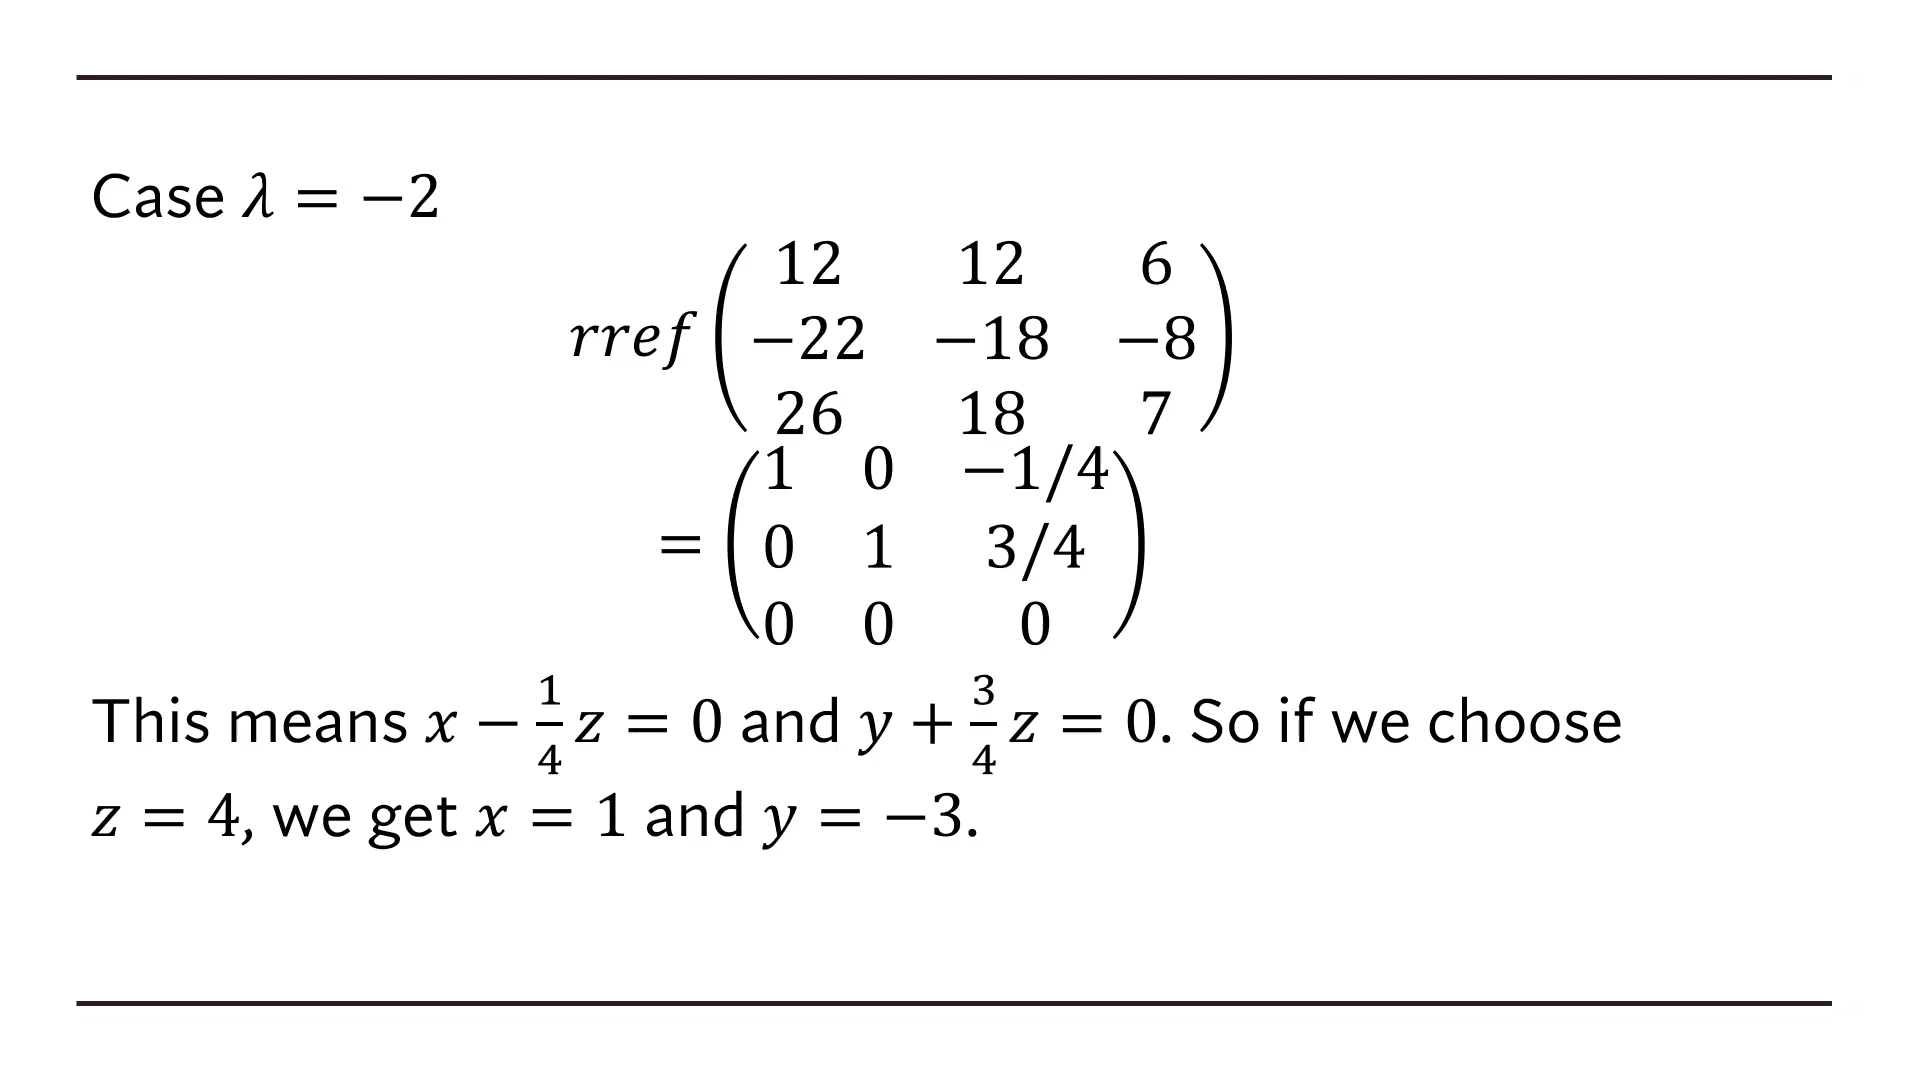 Case λ = −2
12 12 6
rref −22 −18 −8
26 18 7
1 0 −1/4
= 0 1 3/4
0 0 0
This means x − 1/4 z = 0 and y + 3/4 z = 0. So if we choose
z = 4, we get x = 1 and y = −3.